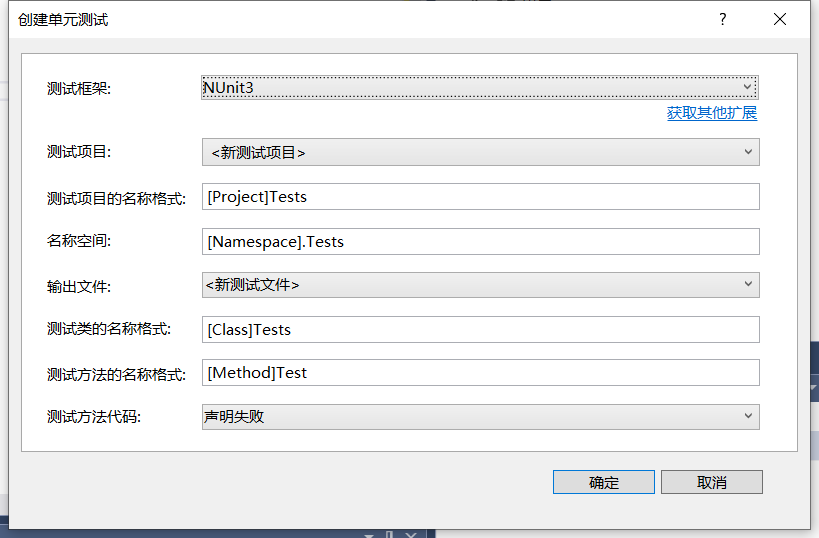 创建单元测试
?
测试框架:
NUnit3
获取其他扩展
测试项目:
<新测试项目>
测试项目的名称格式:
[Project]Tests
名称空间:
[Namespace].Tests
输出文件:
<新测试文件>
测试类的名称格式:
[Class]Tests
测试方法的名称格式:
[Method]Test
测试方法代码:
声明失败
确定
取消